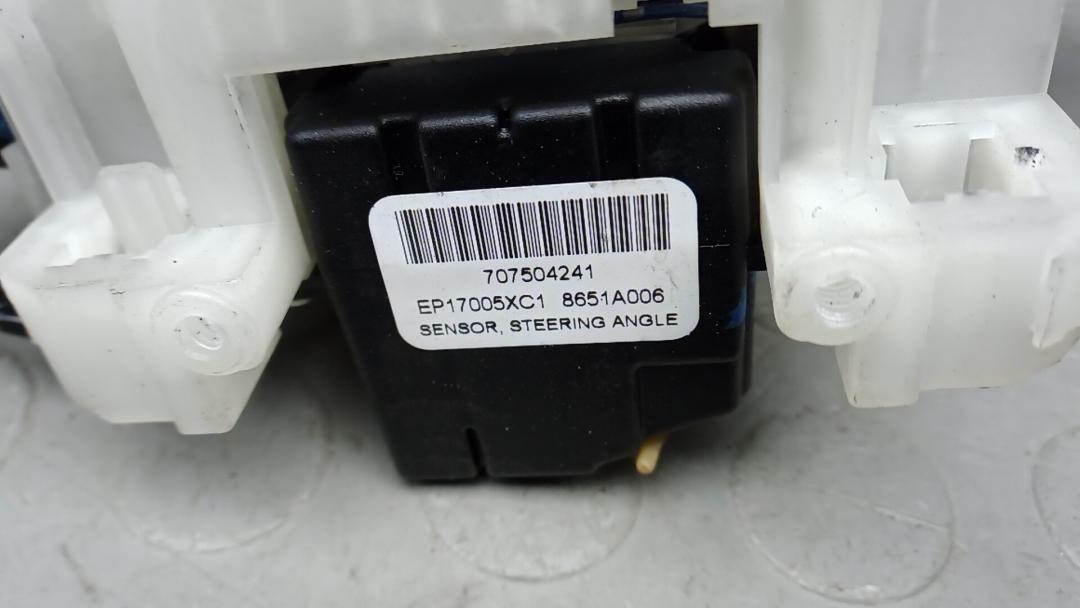 707504241
EP17005XC1 8651A006
SENSOR, STEERING ANGLE